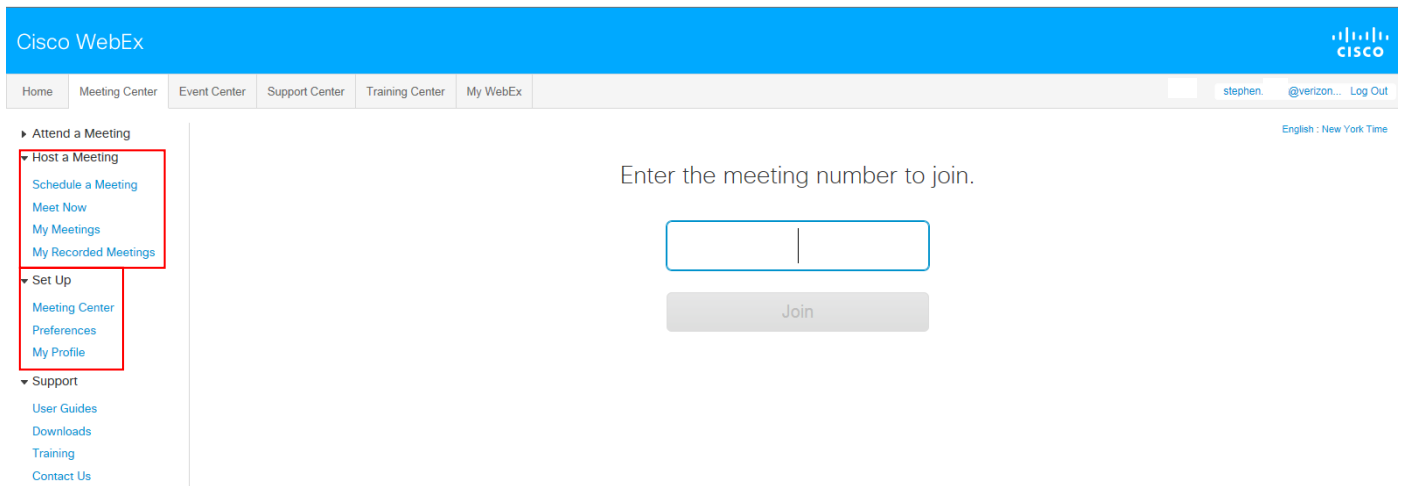 Cisco WebEx
CISCO
Home Meeting Center Event Center Support Center Training Center My WebEx stephen. @verizon... Log Out
English : New York Time
Attend a Meeting
Host a Meeting
Schedule a Meeting
Meet Now
My Meetings
My Recorded Meetings
Set Up
Meeting Center
Preferences
My Profile
Support
User Guides
Downloads
Training
Contact Us
Enter the meeting number to join.
Join